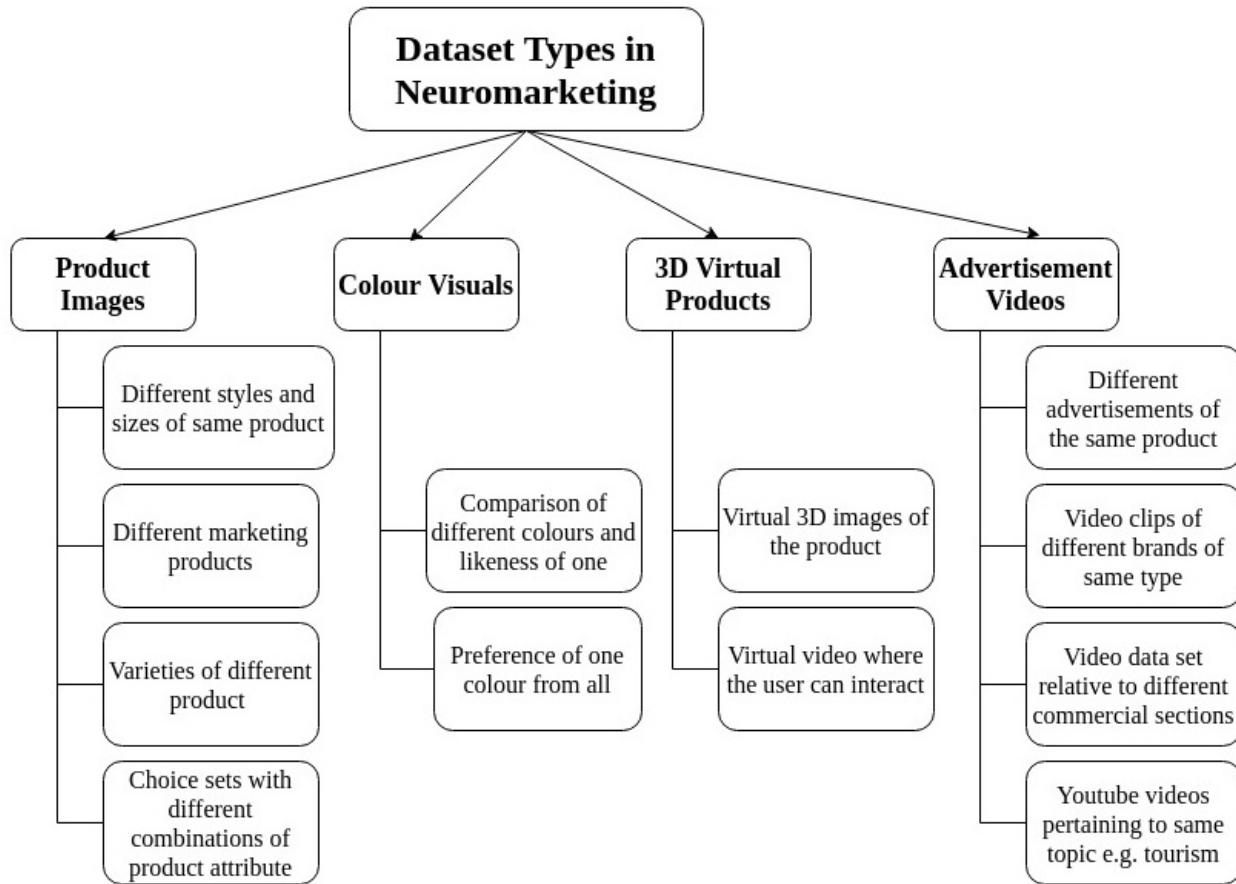 Dataset Types in
Neuromarketing
Product
Images
Different styles and
sizes of same product
Different marketing
products
Varieties of different
product
Choice sets with
different
combinations of
product attribute
Colour Visuals
Comparison of
different colours and
likeness of one
Preference of one
colour from all
3D Virtual
Products
Virtual 3D images of
the product
Virtual video where
the user can interact
Advertisement
Videos
Different
advertisements of
the same product
Video clips of
different brands of
same type
Video data set
relative to different
commercial sections
Youtube videos
pertaining to same
topic e.g. tourism